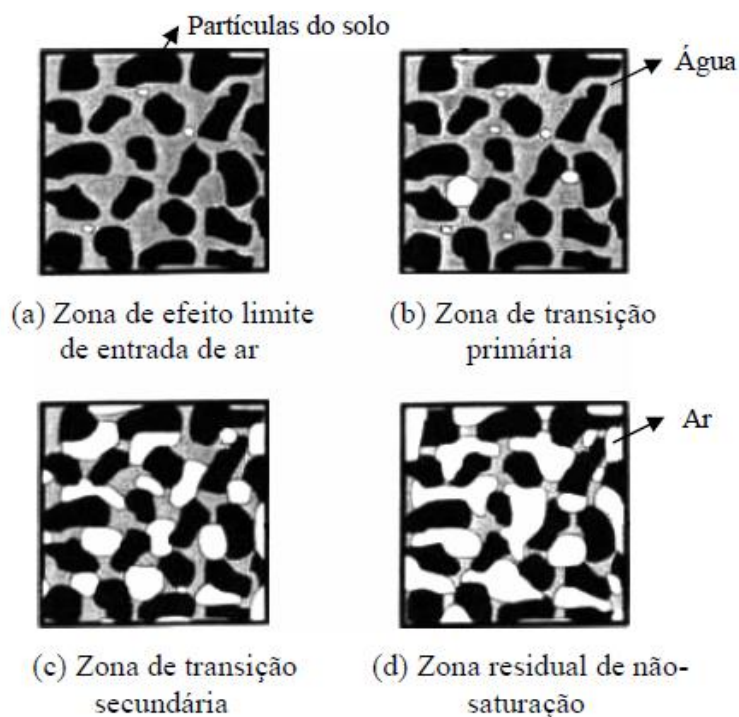 Partículas do solo
Água
(a) Zona de efeito limite
de entrada de ar
(b) Zona de transição
primária
Ar
(c) Zona de transição
secundária
(d) Zona residual de não-
saturação